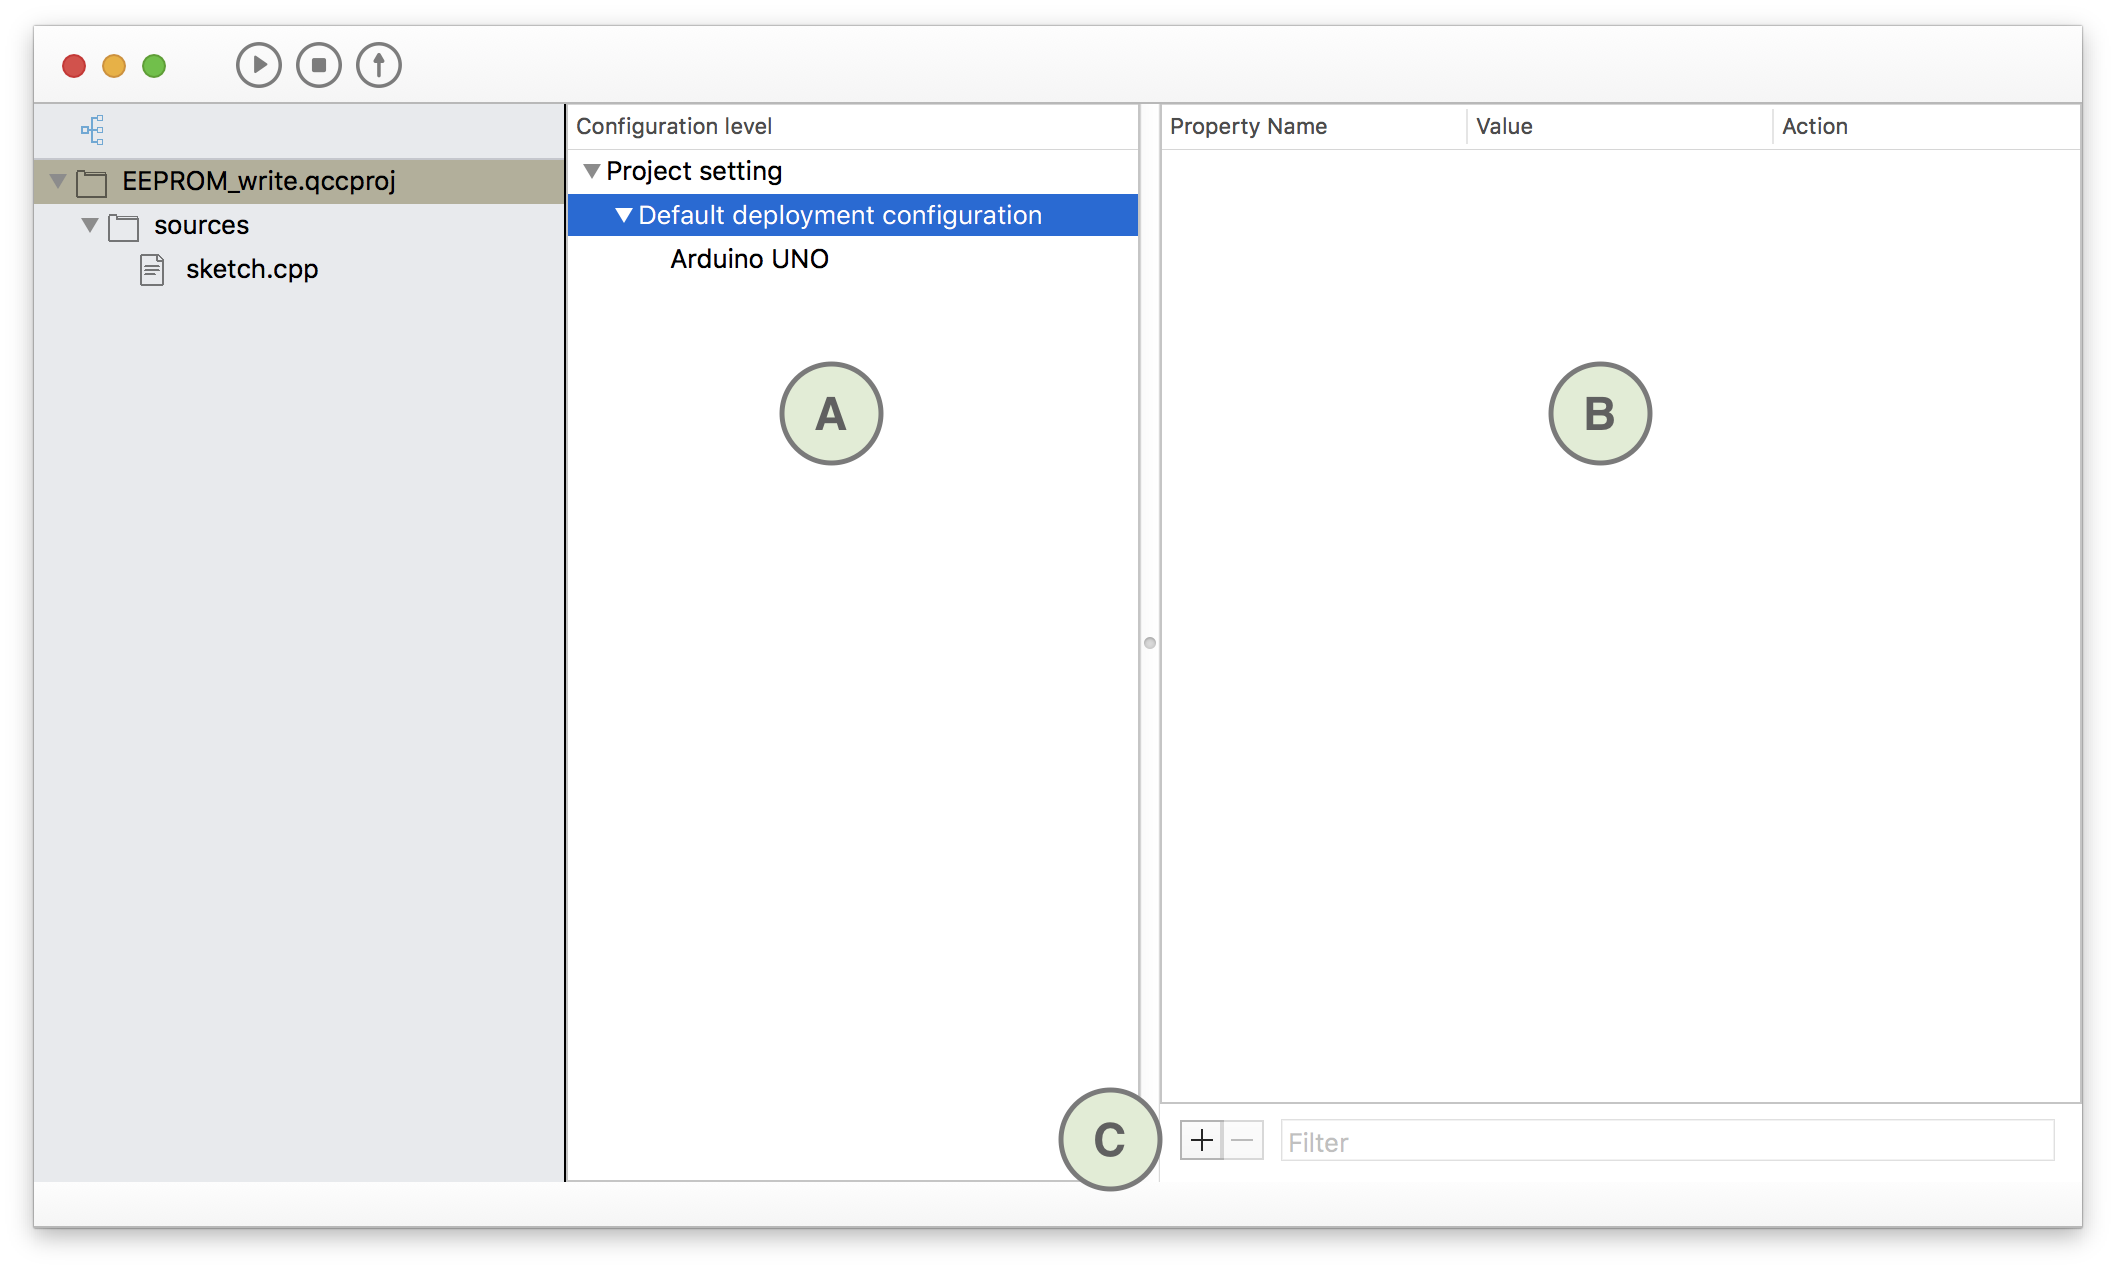 Configuration level
Property Name Value Action
EEPROM_write.qccproj
sources
sketch.cpp
Project setting
Default deployment configuration
Arduino UNO
A
B
C
Filter